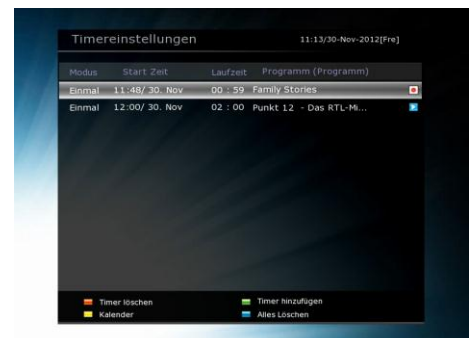 Timereinstellungen 11:13/30-Nov-2012[Fre]
Modus Start Zeit Laufzeit Programm (Programm)
Einmal 11:48/ 30. Nov 00 : 59 Family Stories
Einmal 12:00/ 30. Nov 02 : 00 Punkt 12 - Das RTL-Mi...
Timer löschen Timer hinzufügen
Kalender Alles Löschen